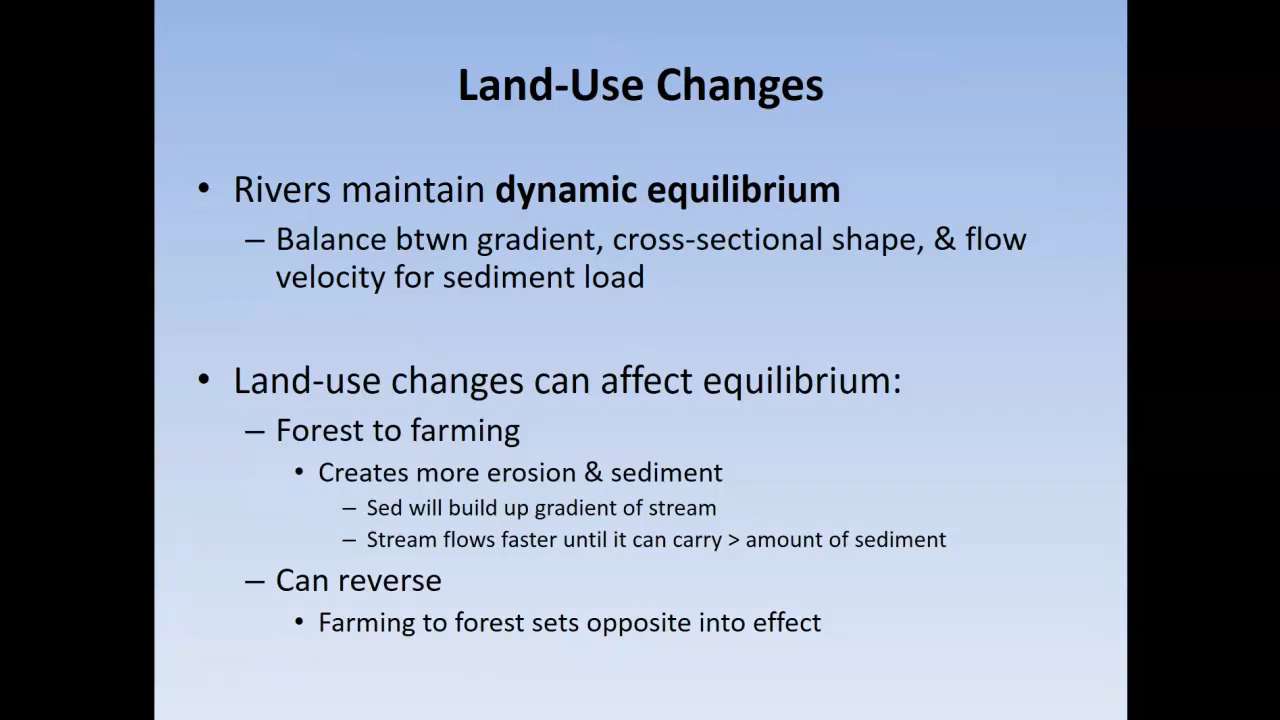 Land-Use Changes
• Rivers maintain dynamic equilibrium
– Balance btwn gradient, cross-sectional shape, & flow
velocity for sediment load
• Land-use changes can affect equilibrium:
– Forest to farming
• Creates more erosion & sediment
– Sed will build up gradient of stream
– Stream flows faster until it can carry > amount of sediment
– Can reverse
• Farming to forest sets opposite into effect